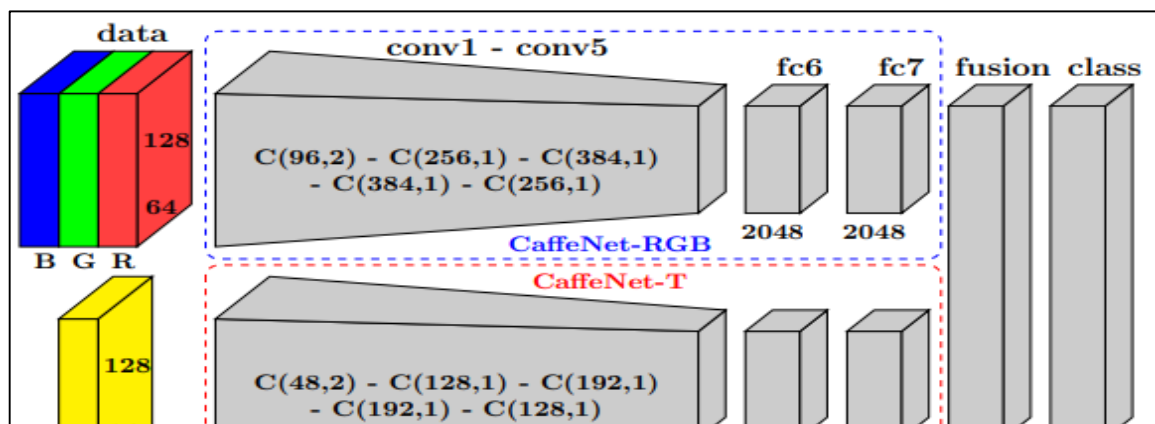 data
conv1 - conv5
fc6
fc7
fusion
class
128
C(96,2) - C(256,1) - C(384,1)
- C(384,1) - C(256,1)
64
2048
2048
B G R
CaffeNet-RGB
CaffeNet-T
128
C(48,2) - C(128,1) - C(192,1)
- C(192,1) - C(128,1)